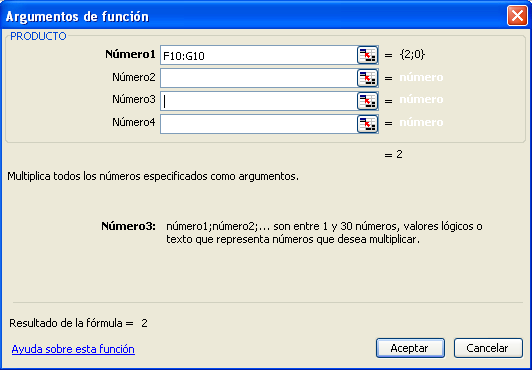 Argumentos de función
PRODUCTO
Número1 F10:G10 = {2;0}
Número2 = número
Número3 = número
Número4 = número
= 2
Multiplica todos los números especificados como argumentos.
Número3: número1;número2;... son entre 1 y 30 números, valores lógicos o
texto que representa números que desea multiplicar.
Resultado de la fórmula = 2
Ayuda sobre esta función
Aceptar Cancelar